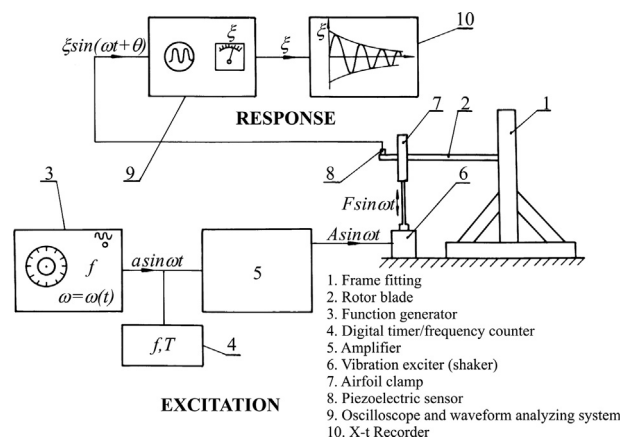 ξsin(ωt+θ)
ξ
ξ
10
1
RESPONSE
7
2
9
8
6
3
Fsinωt
f
ω=ω(t)
asinωt
5
Asinωt
f,T
4
EXCITATION
1. Frame fitting
2. Rotor blade
3. Function generator
4. Digital timer/frequency counter
5. Amplifier
6. Vibration exciter (shaker)
7. Airfoil clamp
8. Piezoelectric sensor
9. Oscilloscope and waveform analyzing system
10. X-t Recorder